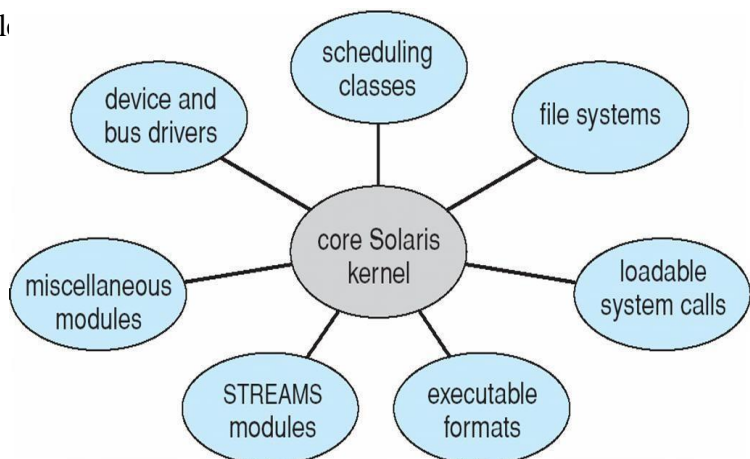 scheduling
classes
device and
bus drivers
file systems
core Solaris
kernel
miscellaneous
modules
loadable
system calls
STREAMS
modules
executable
formats